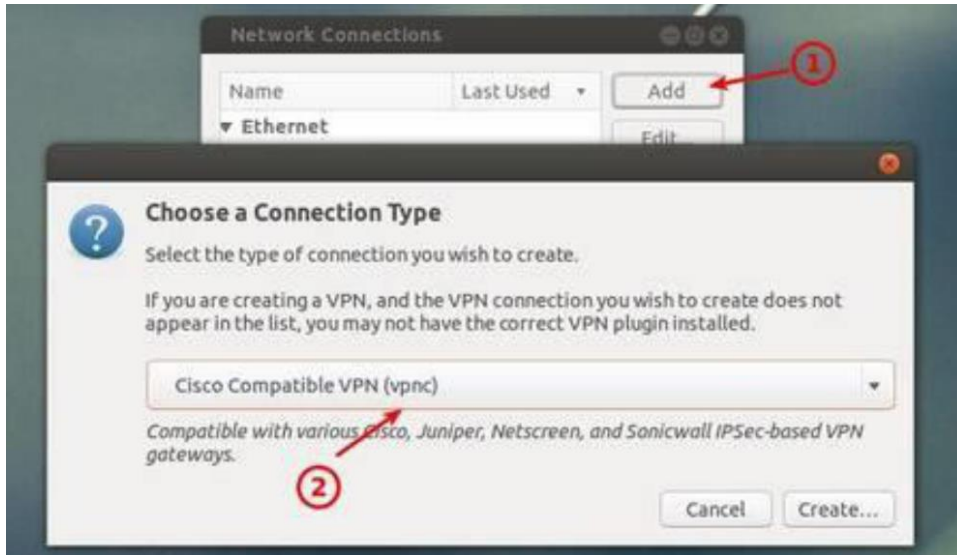 Network Connections
Name Last Used Add
1
Ethernet
Edit...
Choose a Connection Type
Select the type of connection you wish to create.
If you are creating a VPN, and the VPN connection you wish to create does not
appear in the list, you may not have the correct VPN plugin installed.
Cisco Compatible VPN (vpnc)
Compatible with various Cisco, Juniper, Netscreen, and Sonicwall IPSec-based VPN
gateways.
2
Cancel Create...